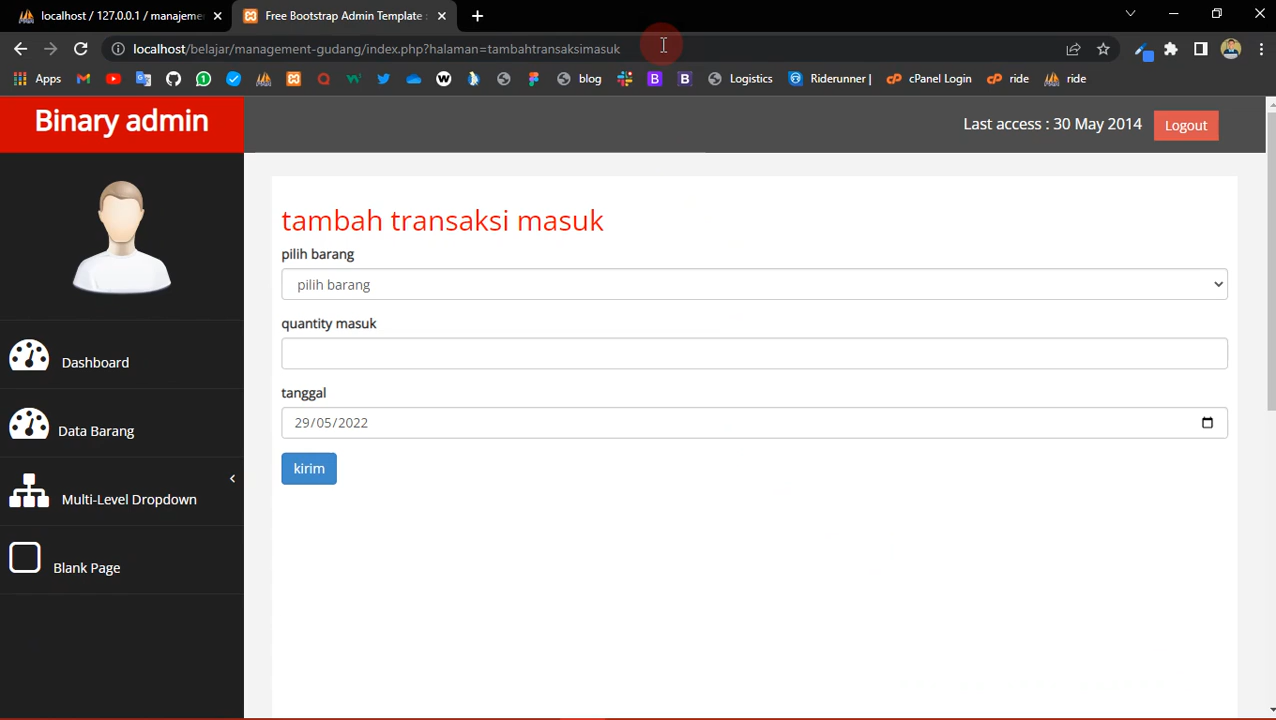 localhost / 127.0.0.1 / manajeme
Free Bootstrap Admin Template :
localhost/belajar/management-gudang/index.php?halaman=tambahtransaksimasuk
Apps
blog
Logistics
Riderunner |
cPanel Login
ride
ride
Binary admin
Last access : 30 May 2014
Logout
tambah transaksi masuk
pilih barang
pilih barang
quantity masuk
tanggal
29/05/2022
kirim
Dashboard
Data Barang
Multi-Level Dropdown
Blank Page